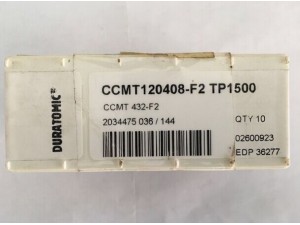 CCMT120408-F2 TP1500
CCMT 432-F2
2034475 036 / 144
QTY 10
02600923
EDP 36277
DURATOMIC